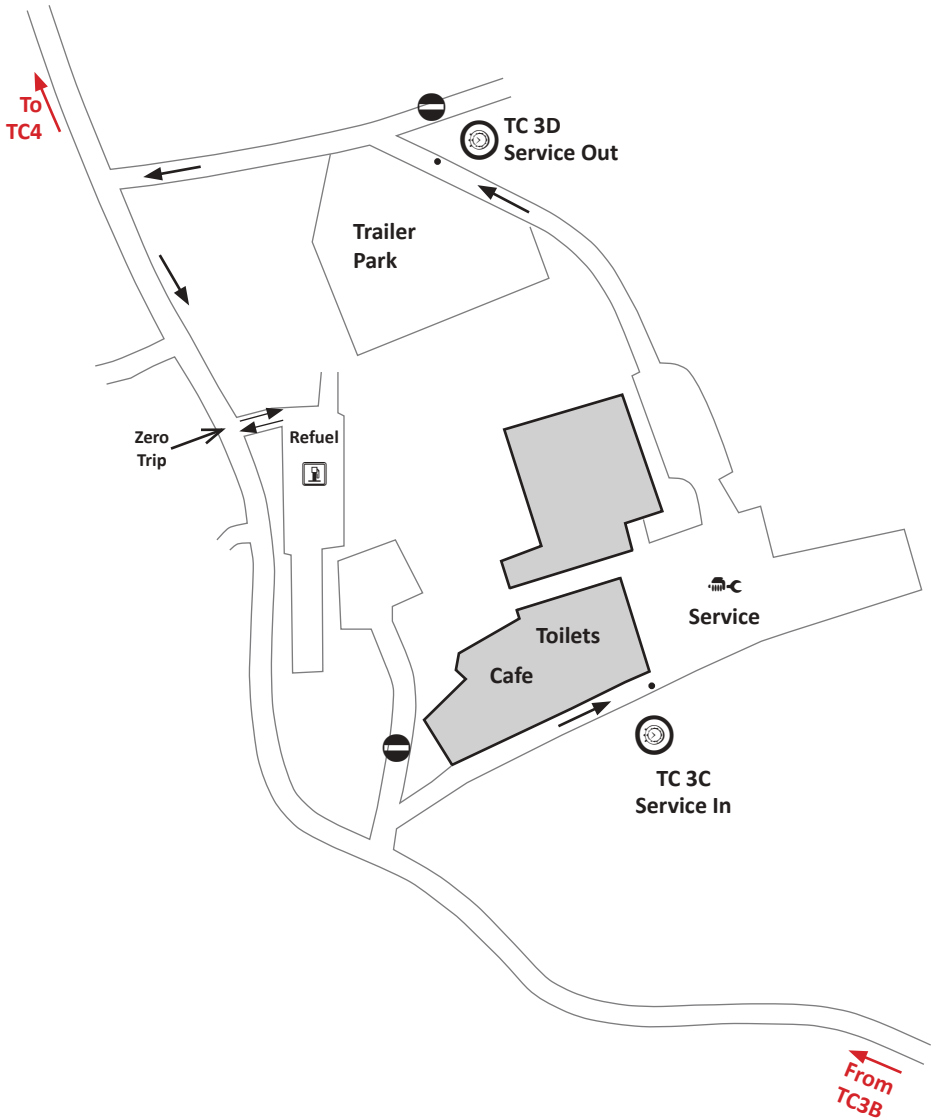 To
TC4
TC 3D
Service Out
Trailer
Park
Zero
Trip
Refuel
Service
Toilets
Cafe
TC 3C
Service In
From
TC3B